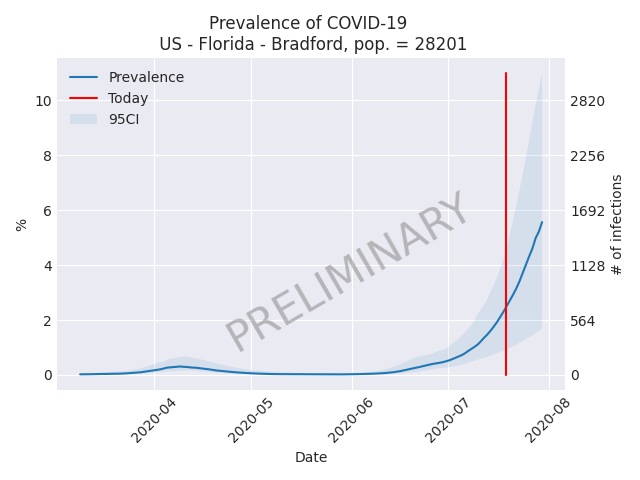 Prevalence of COVID-19
US - Florida - Bradford, pop. = 28201
Prevalence
Today
95CI
10
8
6
4
2
0
%
2820
2256
1692
1128
564
0
# of infections
PRELIMINARY
2020-04
2020-05
2020-06
2020-07
2020-08
Date